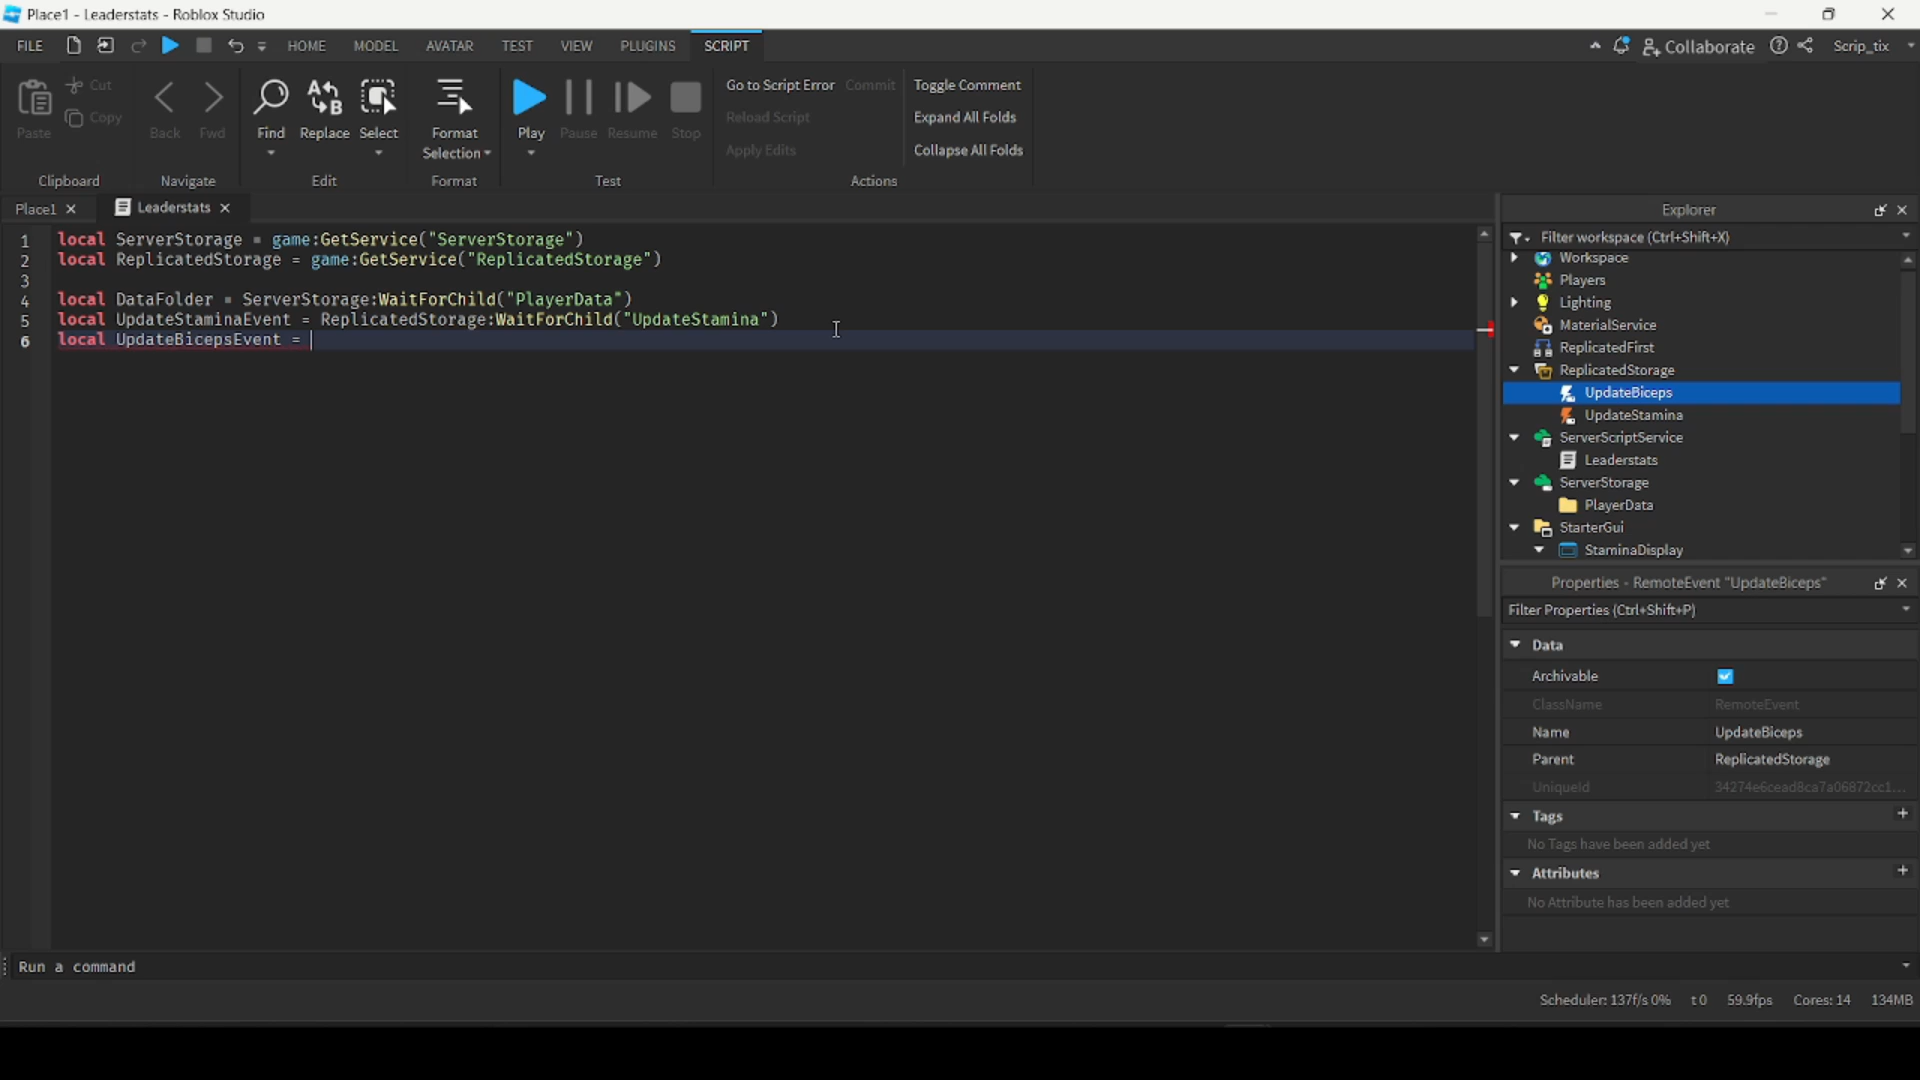 Place1 - Leaderstats - Roblox Studio
FILE HOME MODEL AVATAR TEST VIEW PLUGINS SCRIPT Collaborate Scrip_tix
Paste Cut Copy Back Fwd Find Replace Select Format Selection Play Pause Resume Stop
Go to Script Error Commit Toggle Comment
Reload Script Expand All Folds
Apply Edits Collapse All Folds
Clipboard Navigate Edit Format Test Actions
Place1 Leaderstats
1 local ServerStorage = game:GetService("ServerStorage")
2 local ReplicatedStorage = game:GetService("ReplicatedStorage")
3
4 local DataFolder = ServerStorage:WaitForChild("PlayerData")
5 local UpdateStaminaEvent = ReplicatedStorage:WaitForChild("UpdateStamina")
6 local UpdateBicepsEvent =
Explorer
Filter workspace (Ctrl+Shift+X)
Workspace
Players
Lighting
MaterialService
ReplicatedFirst
ReplicatedStorage
UpdateBiceps
UpdateStamina
ServerScriptService
Leaderstats
ServerStorage
PlayerData
StarterGui
StaminaDisplay
Properties - RemoteEvent "UpdateBiceps"
Filter Properties (Ctrl+Shift+P)
Data
Archivable
ClassName RemoteEvent
Name UpdateBiceps
Parent ReplicatedStorage
UniqueId 34274e6cead8ca7a06872cc1...
Tags
No Tags have been added yet
Attributes
No Attribute has been added yet
Run a command
Scheduler: 137f/s 0% t 0 59.9fps Cores: 14 134MB